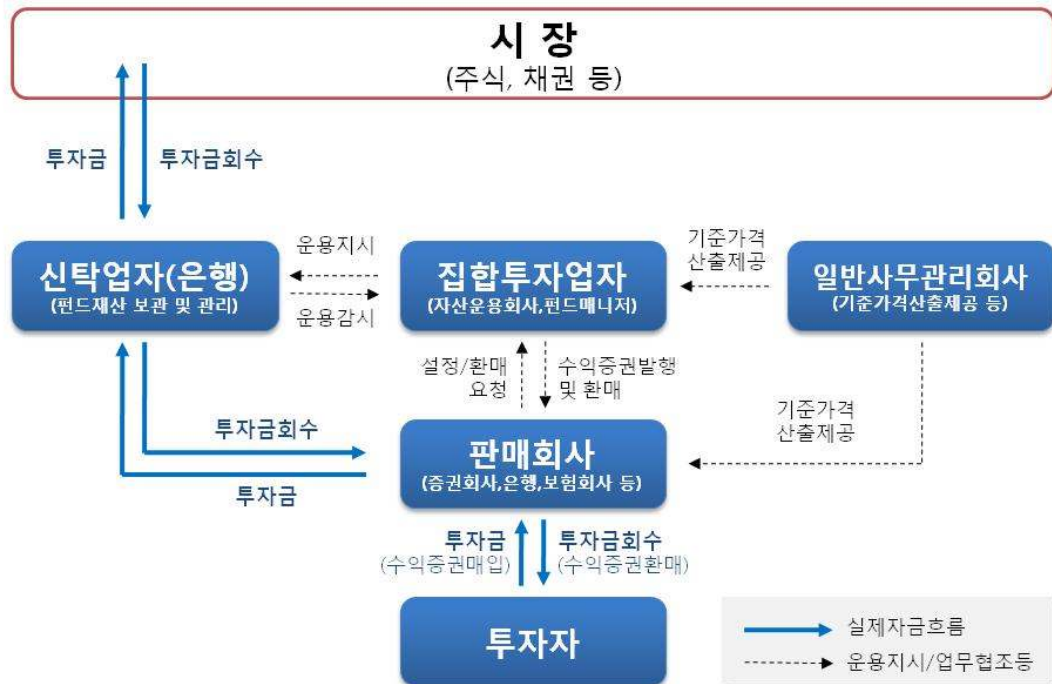 시 장
(주식, 채권 등)
투자금
투자금회수
신탁업자(은행)
(펀드재산 보관 및 관리)
운용지시
운용감시
집합투자업자
(자산운용회사,펀드매니저)
기준가격
산출제공
일반사무관리회사
(기준가격산출제공 등)
설정/환매
요청
수익증권발행
및 환매
기준가격
산출제공
투자금회수
투자금
판매회사
(증권회사,은행,보험회사 등)
투자금
(수익증권매입)
투자금회수
(수익증권환매)
투자자
실제자금흐름
운용지시/업무협조등